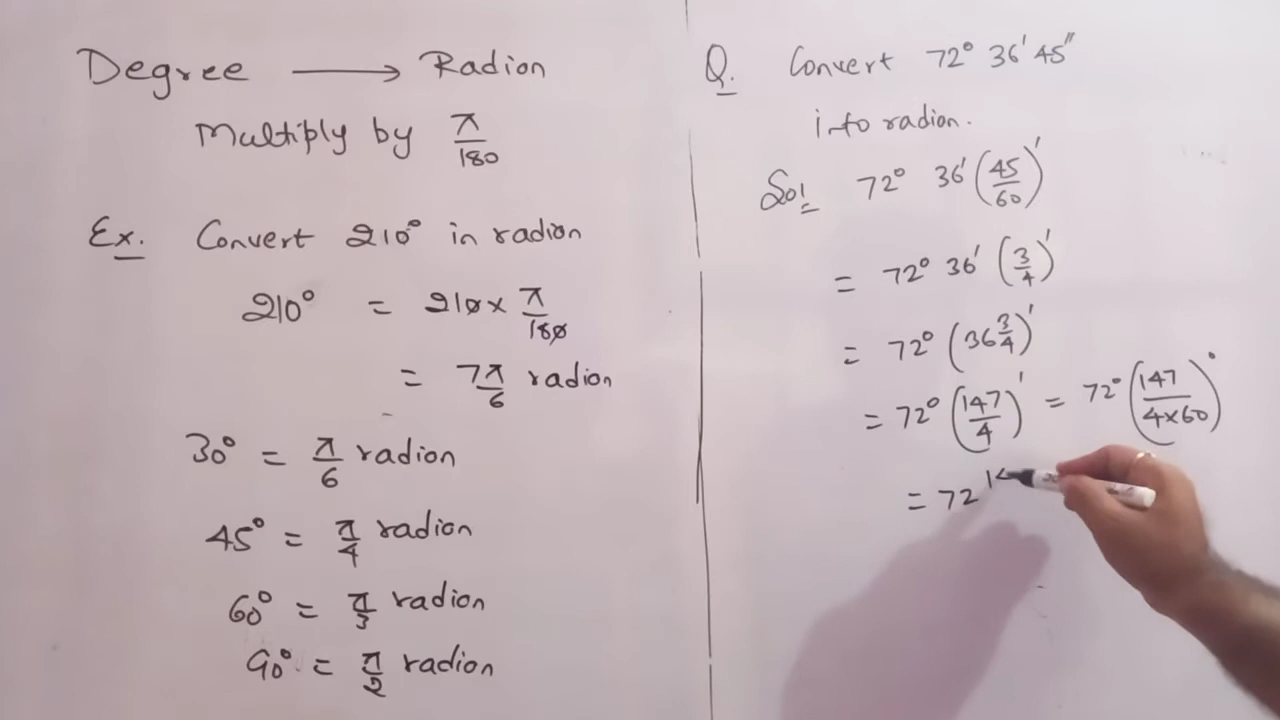 Degree → Radion
Multiply by π/180
Ex. Convert 210° in radion
210° = 210 × π/180
= 7π/6 radion
30° = π/6 radion
45° = π/4 radion
60° = π/3 radion
90° = π/2 radion
Q. Convert 72° 36' 45"
into radion.
Sol 72° 36' (45/60)'
= 72° 36' (3/4)'
= 72° (36 3/4)'
= 72° (147/4)' = 72° (147/4×60)°
= 72